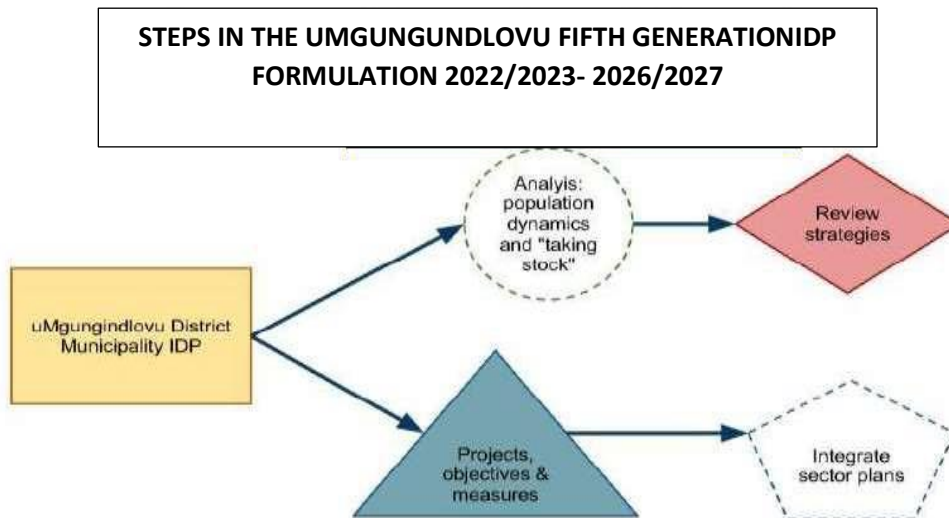 STEPS IN THE UMGUNGUNDLOVU FIFTH GENERATIONIDP
FORMULATION 2022/2023- 2026/2027
Analyis:
population
dynamics
and "taking
stock"
Review
strategies
uMgungindlovu District
Municipality IDP
Projects,
objectives &
measures
Integrate
sector plans